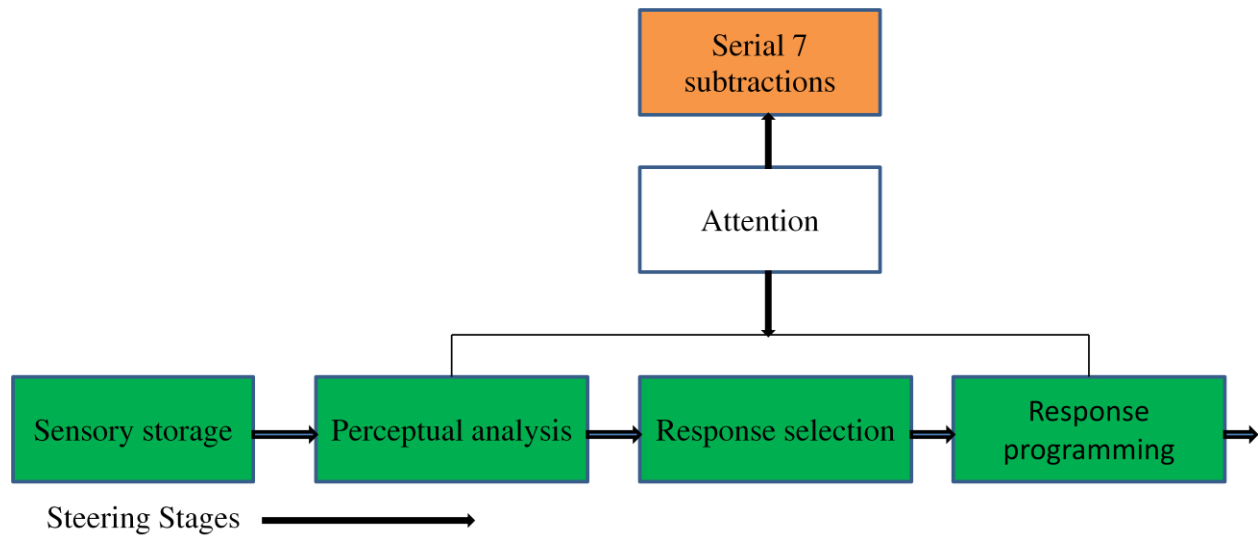 Serial 7
subtractions
Attention
Sensory storage
Perceptual analysis
Response selection
Response
programming
Steering Stages